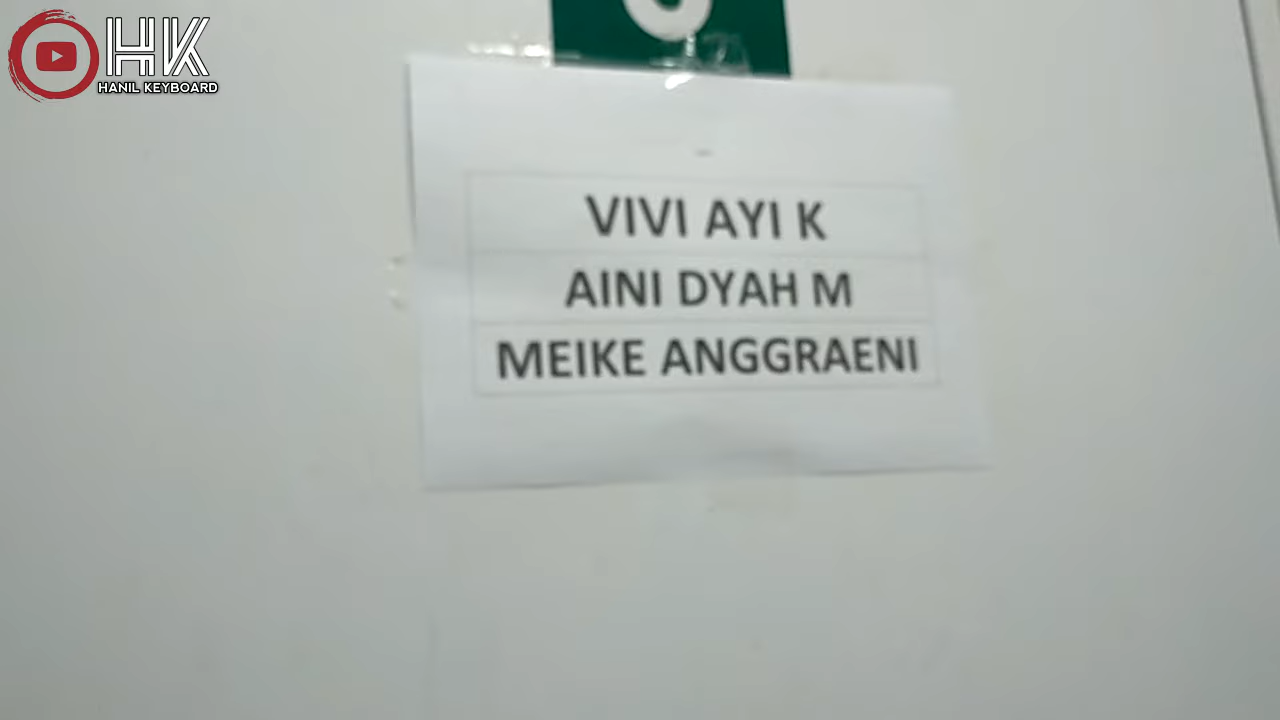 HK
HANIL KEYBOARD
VIVI AYI K
AINI DYAH M
MEIKE ANGGRAENI